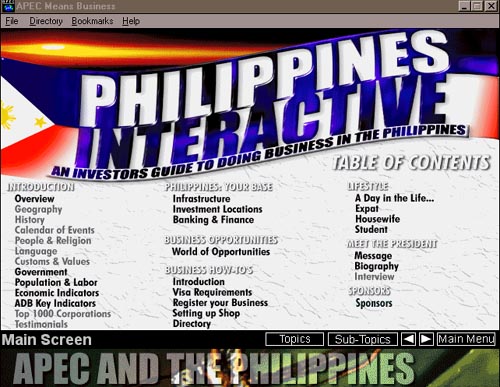 APEC Means Business
File Directory Bookmarks Help
PHILIPPINES
INTERACTIVE
AN INVESTORS GUIDE TO DOING BUSINESS IN THE PHILIPPINES
TABLE OF CONTENTS
INTRODUCTION
Overview
Geography
History
Calendar of Events
People & Religion
Language
Customs & Values
Government
Population & Labor
Economic Indicators
ADB Key Indicators
Top 1000 Corporations
Testimonials
PHILIPPINES: YOUR BASE
Infrastructure
Investment Locations
Banking & Finance
BUSINESS OPPORTUNITIES
World of Opportunities
BUSINESS HOW-TO'S
Introduction
Visa Requirements
Register your Business
Setting up Shop
Directory
LIFESTYLE
A Day in the Life...
Expat
Housewife
Student
MEET THE PRESIDENT
Message
Biography
Interview
SPONSORS
Sponsors
Main Screen Topics Sub-Topics Main Menu
APEC AND THE PHILIPPINES